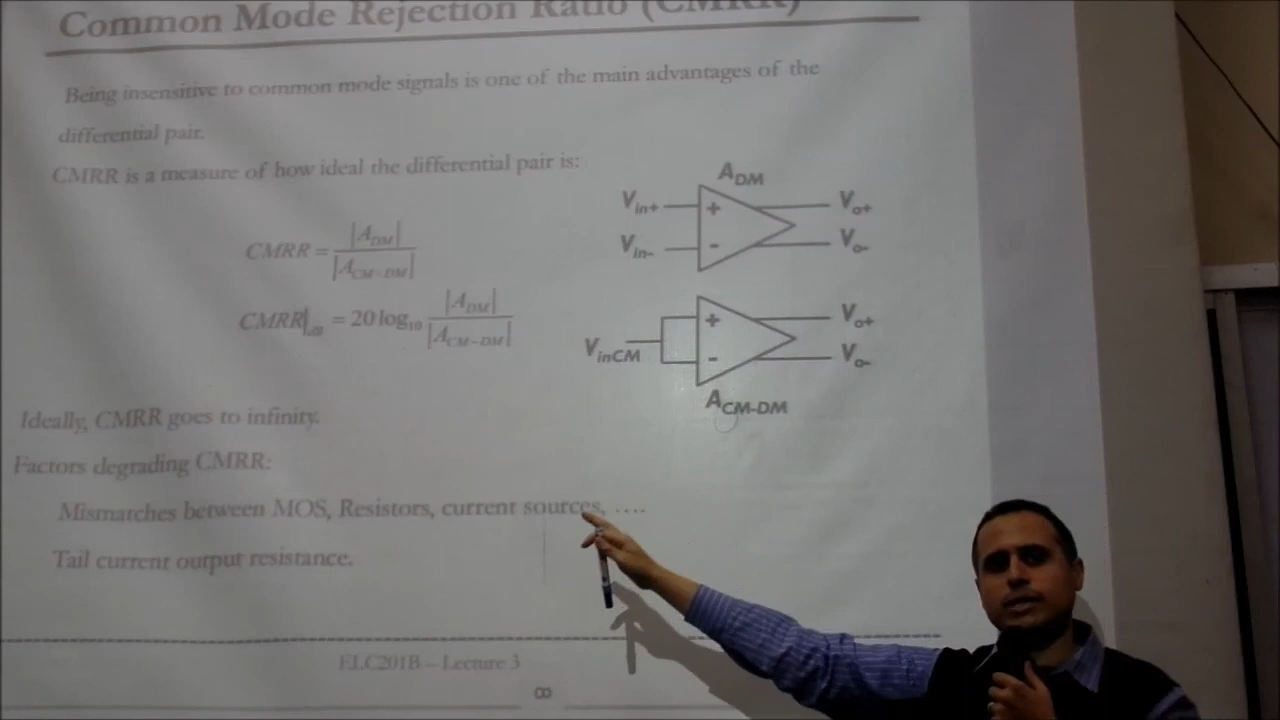 Common Mode Rejection Ratio (CMRR)
Being insensitive to common mode signals is one of the main advantages of the
differential pair.
CMRR is a measure of how ideal the differential pair is:
CMRR = |A_DM| / |A_CM-DM|
CMRR|_dB = 20 log_10 |A_DM| / |A_CM-DM|
A_DM
V_in+ + V_o+
V_in- - V_o-
+ V_o+
V_inCM
- V_o-
A_CM-DM
Ideally, CMRR goes to infinity.
Factors degrading CMRR:
Mismatches between MOS, Resistors, current sources, ....
Tail current output resistance.
ELC201B – Lecture 3
8